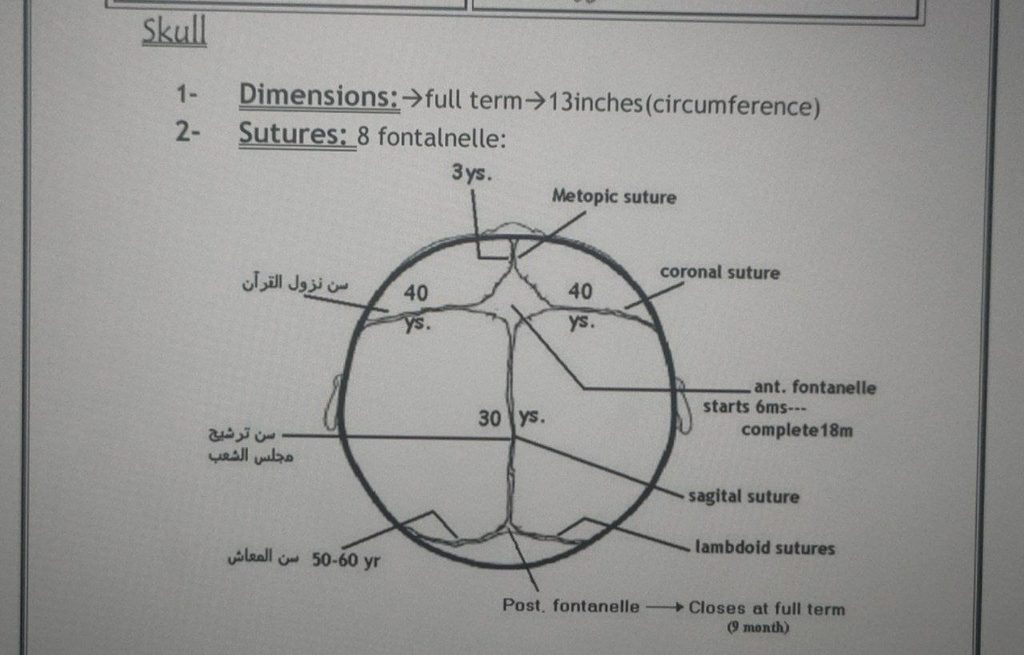 Skull
1- Dimensions:→full term→13inches(circumference)
2- Sutures: 8 fontalnelle:
3ys.
Metopic suture
سن نزول القرآن
40
ys.
40
ys.
coronal suture
ant. fontanelle
starts 6ms---
complete18m
30 ys.
سن ترشيح
مجلس الشعب
sagital suture
lambdoid sutures
سن المعاش 50-60 yr
Post. fontanelle → Closes at full term
(9 month)